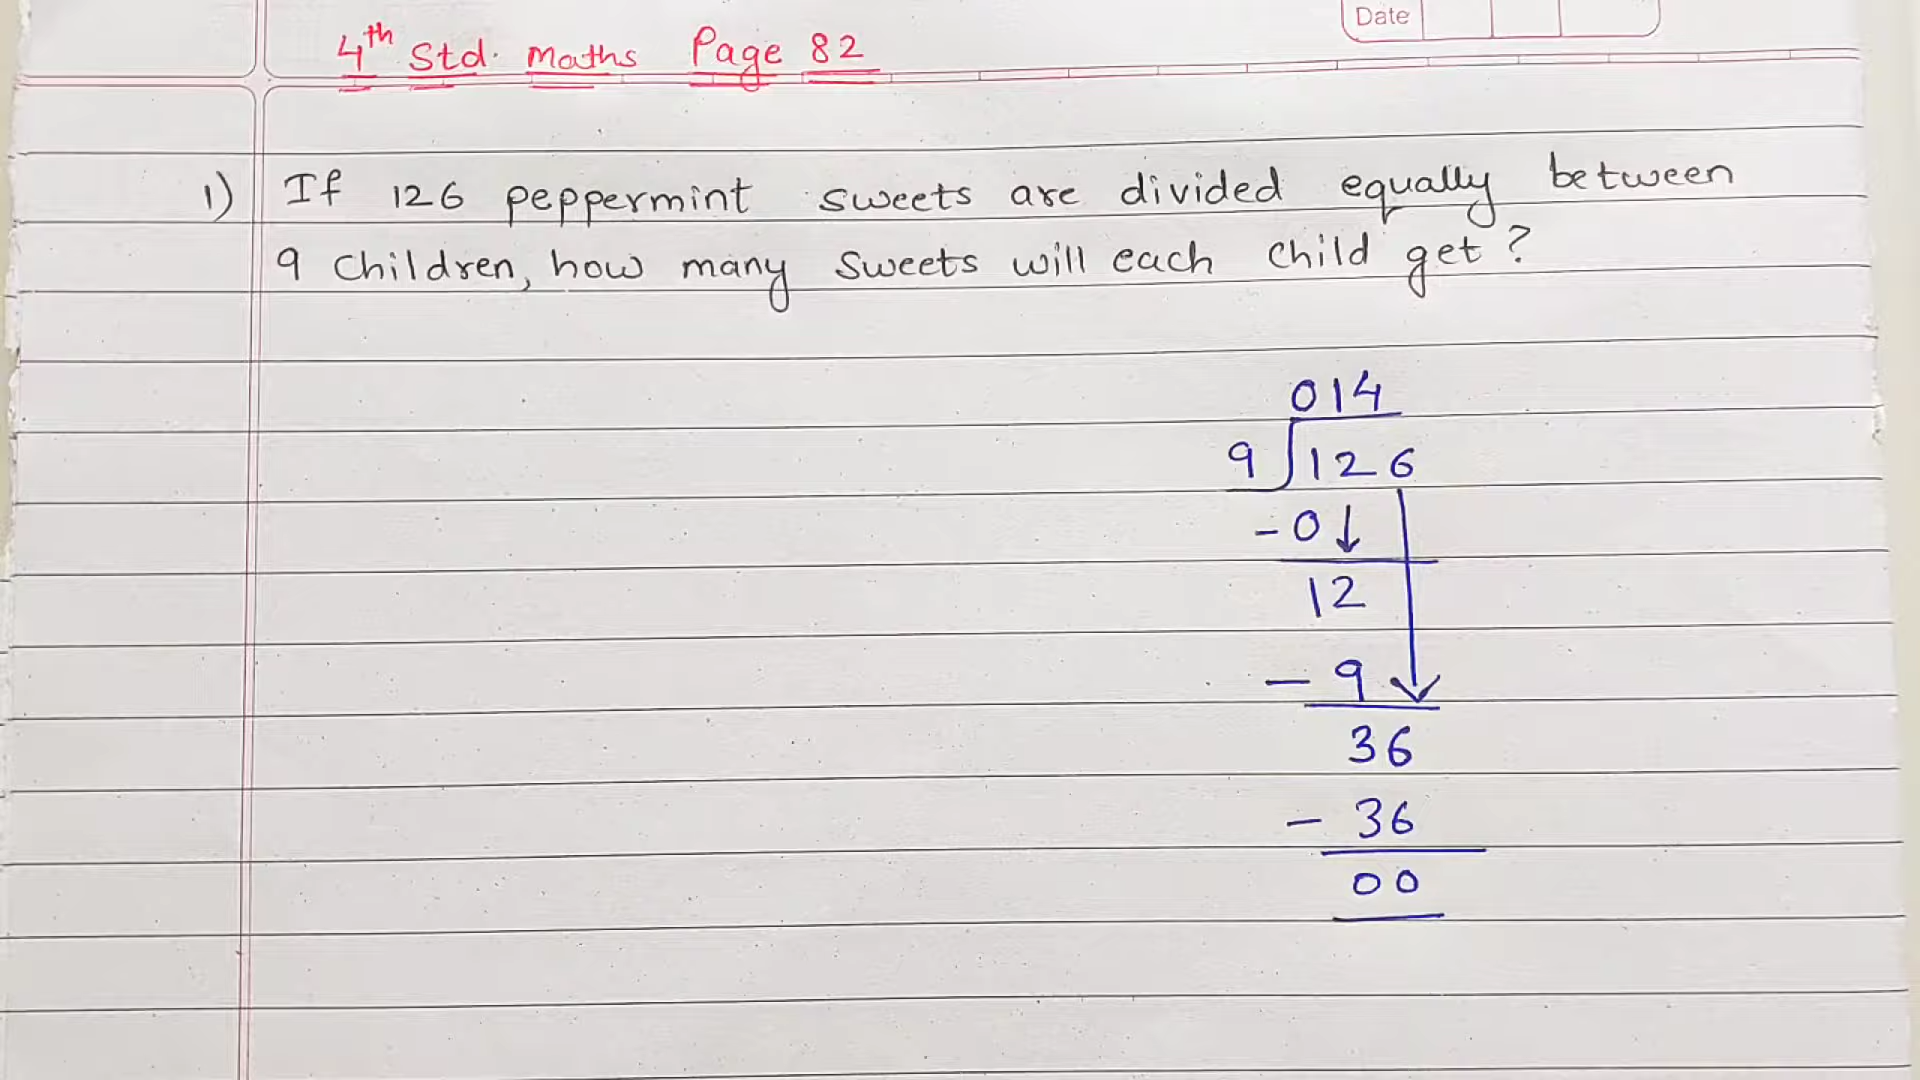 Date
4th Std. Maths Page 82
1) If 126 peppermint sweets are divided equally between
9 children, how many sweets will each child get?
014
9 126
- 0 ↓
12
- 9
36
- 36
00